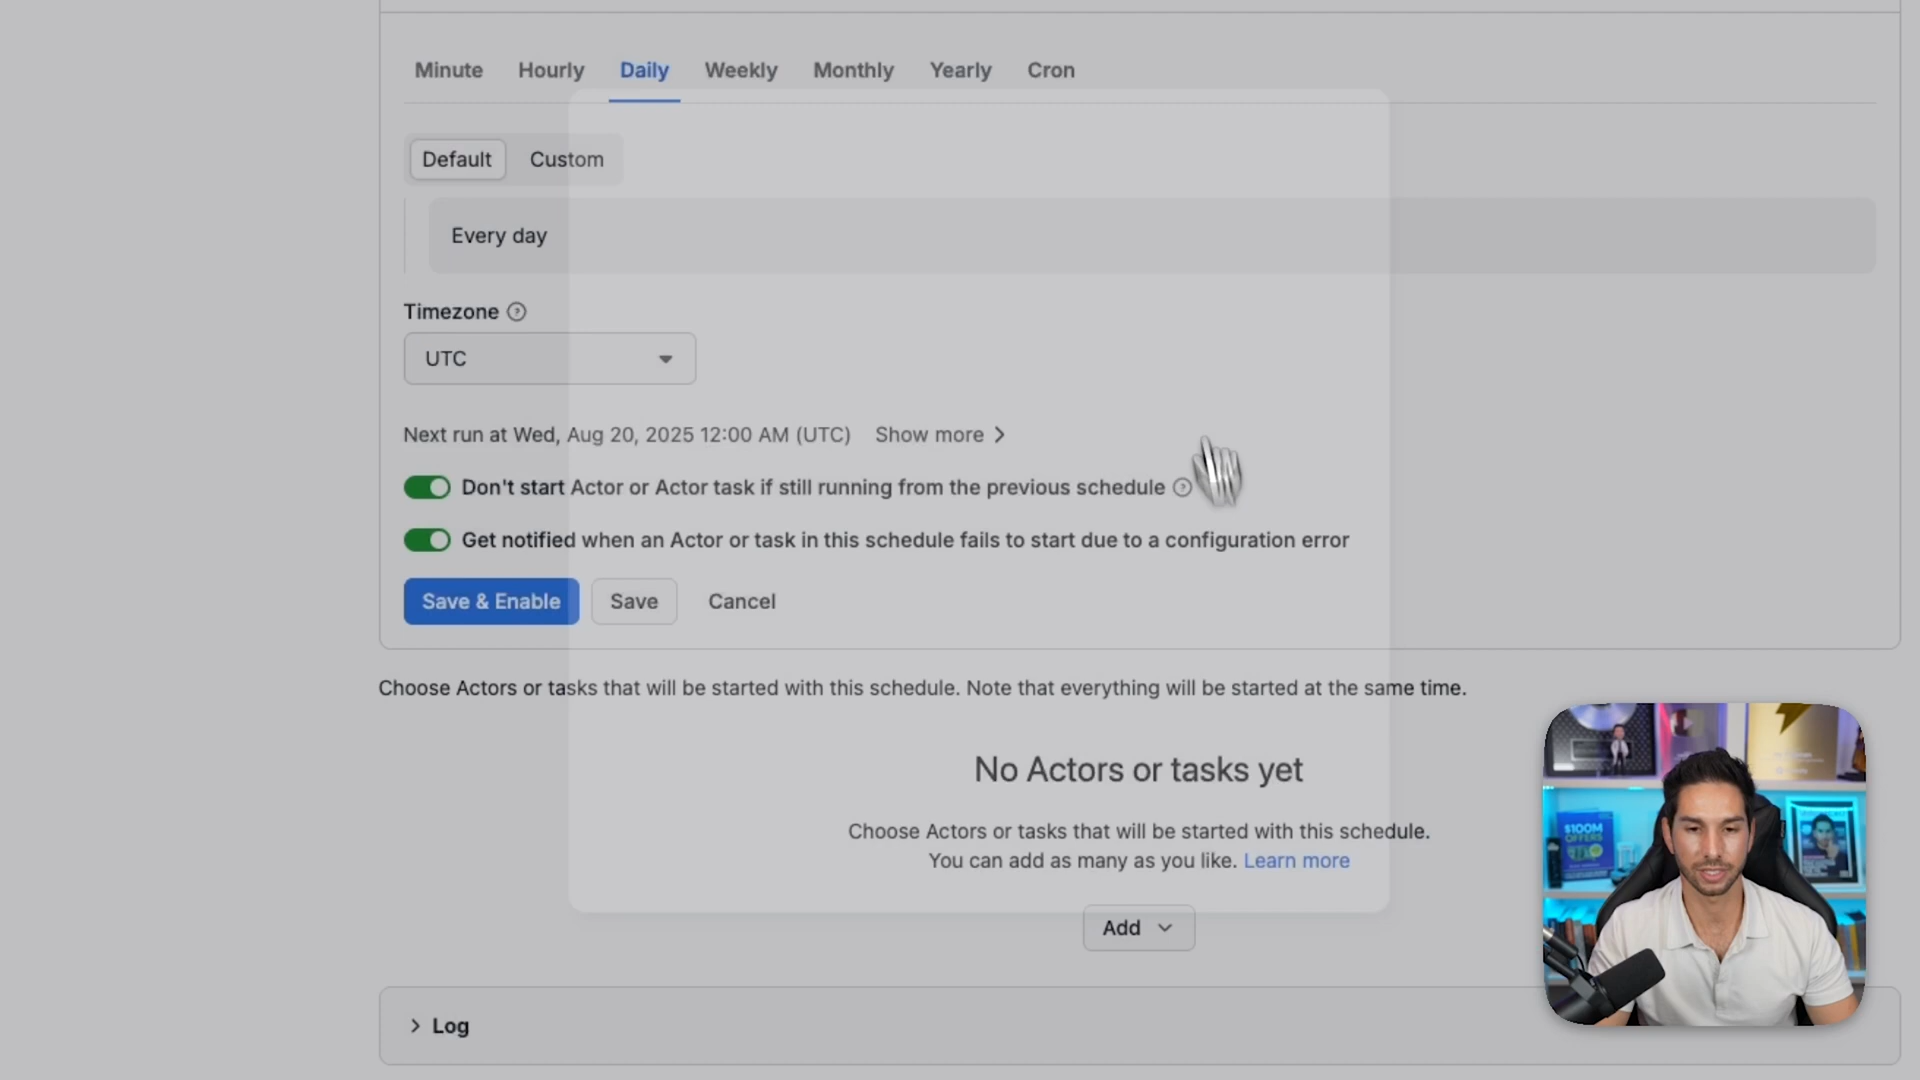 Minute Hourly Daily Weekly Monthly Yearly Cron
Default Custom
Every day
Timezone
UTC
Next run at Wed, Aug 20, 2025 12:00 AM (UTC) Show more
Don't start Actor or Actor task if still running from the previous schedule
Get notified when an Actor or task in this schedule fails to start due to a configuration error
Save & Enable Save Cancel
Choose Actors or tasks that will be started with this schedule. Note that everything will be started at the same time.
No Actors or tasks yet
Choose Actors or tasks that will be started with this schedule.
You can add as many as you like. Learn more
Add
$100M
OFFERS
Log